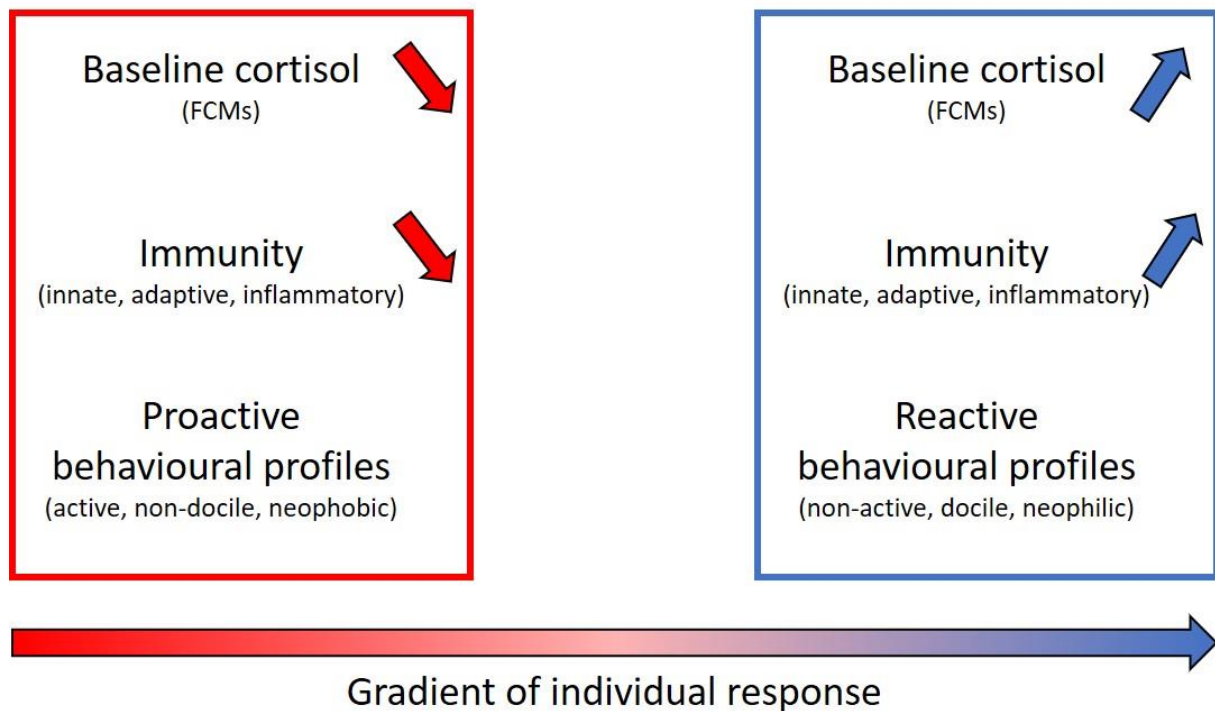 Baseline cortisol
(FCMs)
Immunity
(innate, adaptive, inflammatory)
Proactive
behavioural profiles
(active, non-docile, neophobic)
Baseline cortisol
(FCMs)
Immunity
(innate, adaptive, inflammatory)
Reactive
behavioural profiles
(non-active, docile, neophilic)
Gradient of individual response